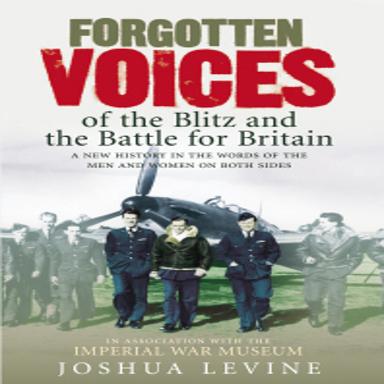 FORGOTTEN
VOICES
of the Blitz and
the Battle for Britain
A NEW HISTORY IN THE WORDS OF THE
MEN AND WOMEN ON BOTH SIDES
IN ASSOCIATION WITH THE
IMPERIAL WAR MUSEUM
JOSHUA LEVINE